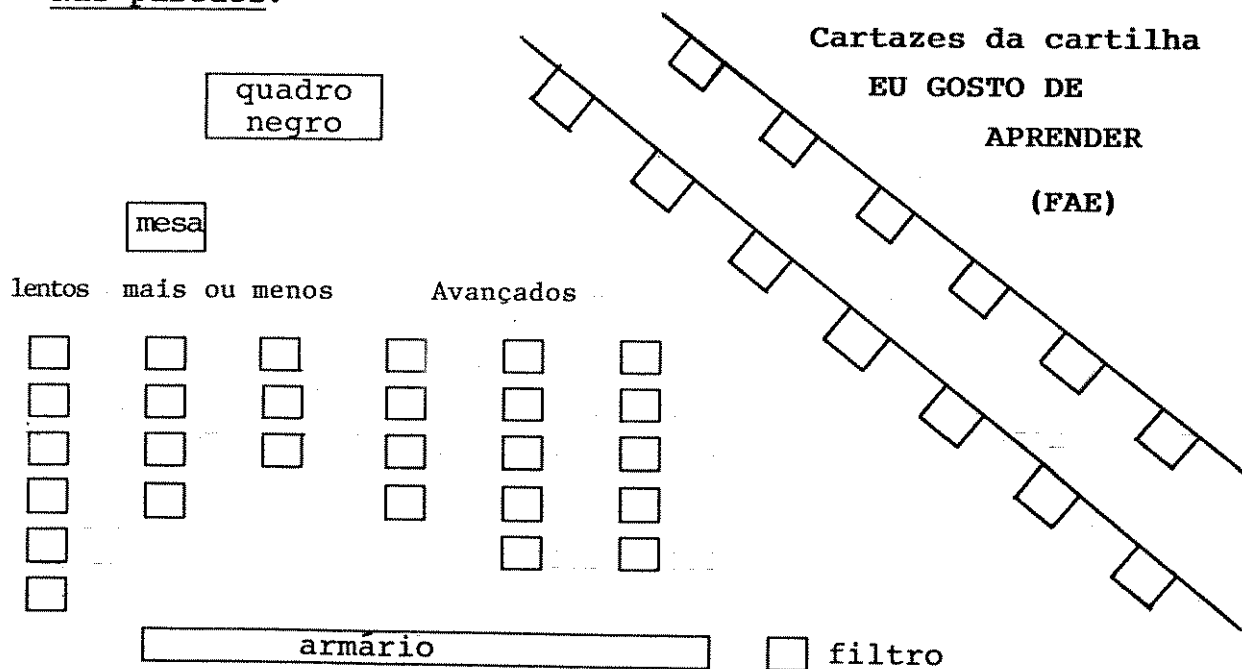 Cartazes da cartilha
EU GOSTO DE
APRENDER
(FAE)
quadro
negro
mesa
lentos mais ou menos Avançados
armário
filtro